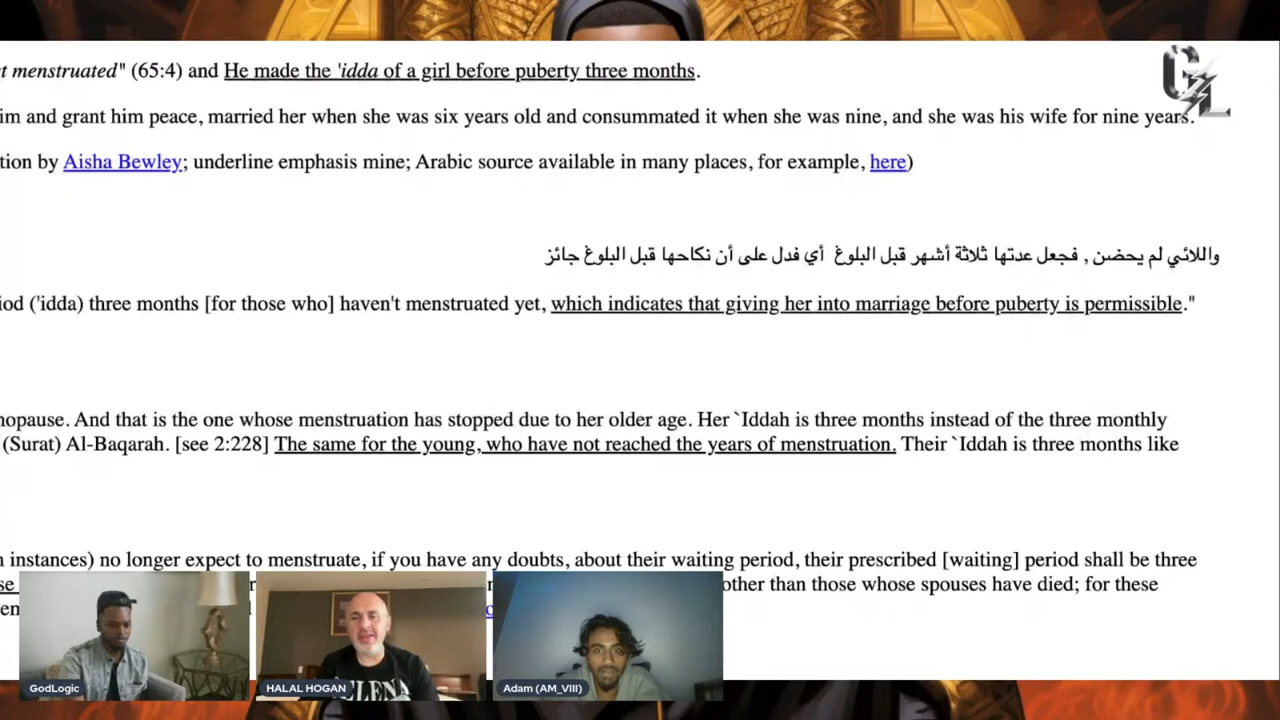 t menstruated" (65:4) and He made the 'idda of a girl before puberty three months.
im and grant him peace, married her when she was six years old and consummated it when she was nine, and she was his wife for nine years.
tion by Aisha Bewley; underline emphasis mine; Arabic source available in many places, for example, here)
واللائي لم يحضن , فجعل عدتها ثلاثة أشهر قبل البلوغ أي فدل على أن نكاحها قبل البلوغ جائز
iod ('idda) three months [for those who] haven't menstruated yet, which indicates that giving her into marriage before puberty is permissible."
nopause. And that is the one whose menstruation has stopped due to her older age. Her `Iddah is three months instead of the three monthly
(Surat) Al-Baqarah. [see 2:228] The same for the young, who have not reached the years of menstruation. Their `Iddah is three months like
n instances) no longer expect to menstruate, if you have any doubts, about their waiting period, their prescribed [waiting] period shall be three
se other than those whose spouses have died; for these
en
GodLogic
HALAL HOGAN
Adam (AM_VIII)